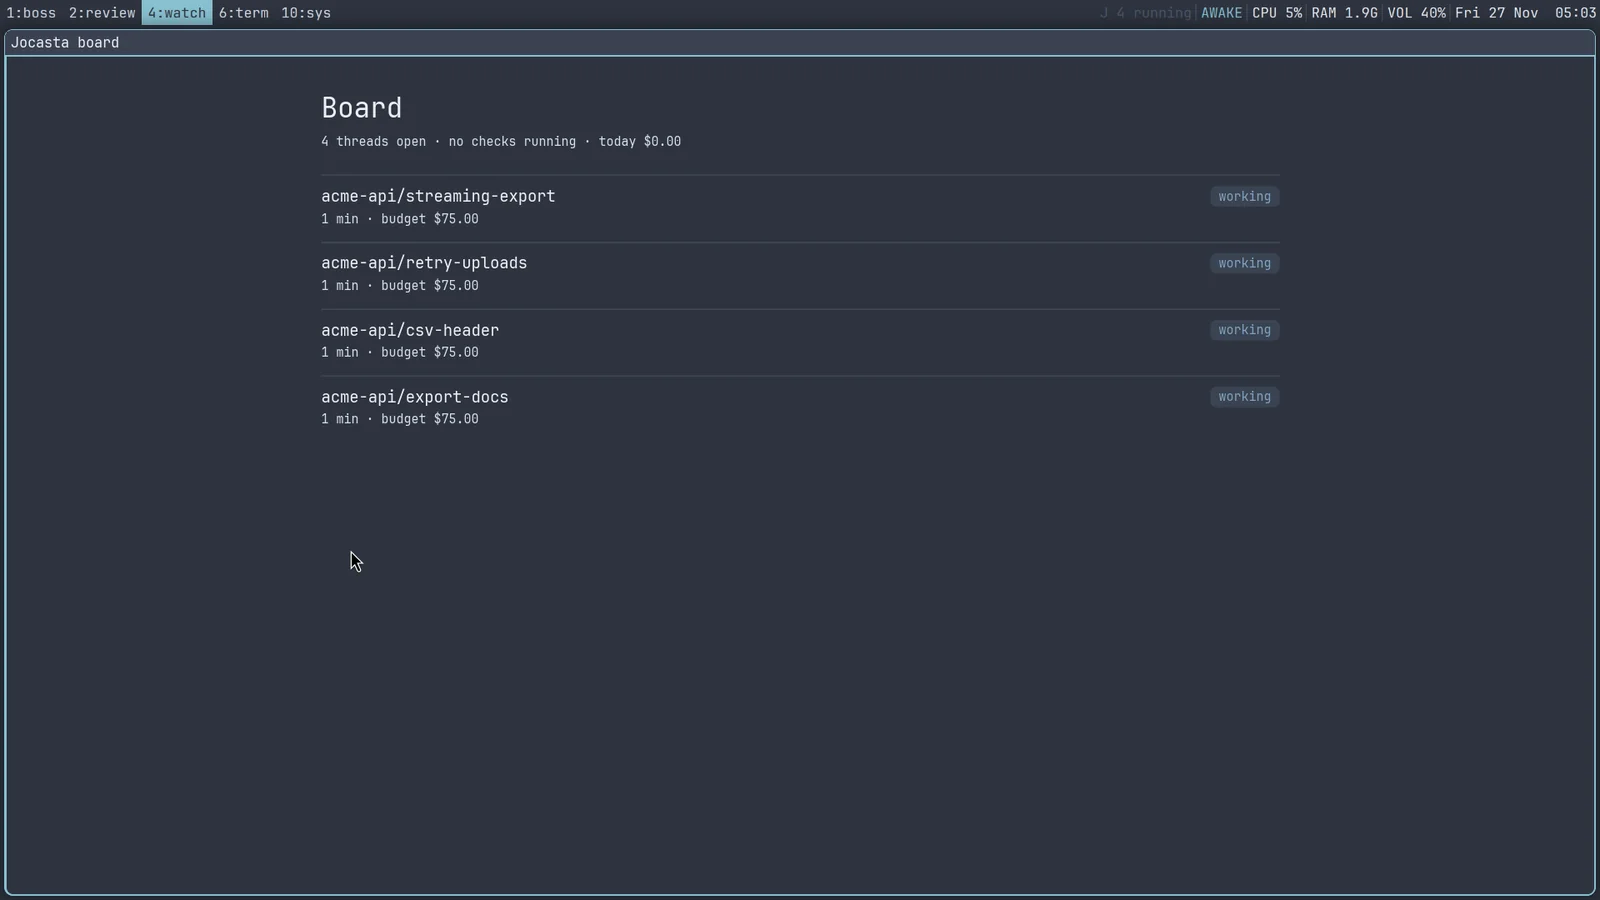 1:boss 2:review 4:watch 6:term 10:sys J 4 running AWAKE CPU 5% RAM 1.9G VOL 40% Fri 27 Nov 05:03
Jocasta board
Board
4 threads open · no checks running · today $0.00
acme-api/streaming-export working
1 min · budget $75.00
acme-api/retry-uploads working
1 min · budget $75.00
acme-api/csv-header working
1 min · budget $75.00
acme-api/export-docs working
1 min · budget $75.00